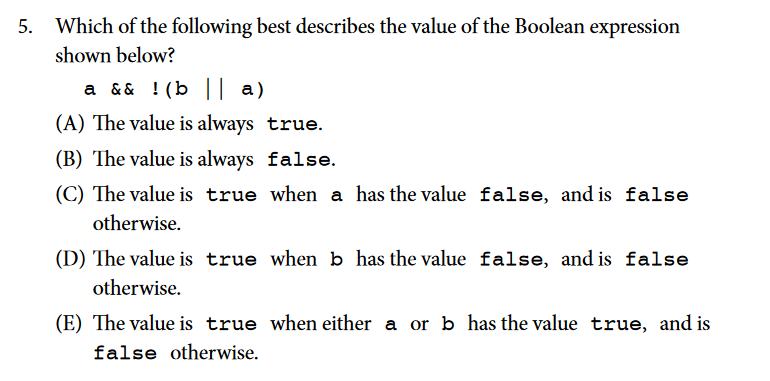 5. Which of the following best describes the value of the Boolean expression
shown below?
a && !(b || a)
(A) The value is always true.
(B) The value is always false.
(C) The value is true when a has the value false, and is false
otherwise.
(D) The value is true when b has the value false, and is false
otherwise.
(E) The value is true when either a or b has the value true, and is
false otherwise.